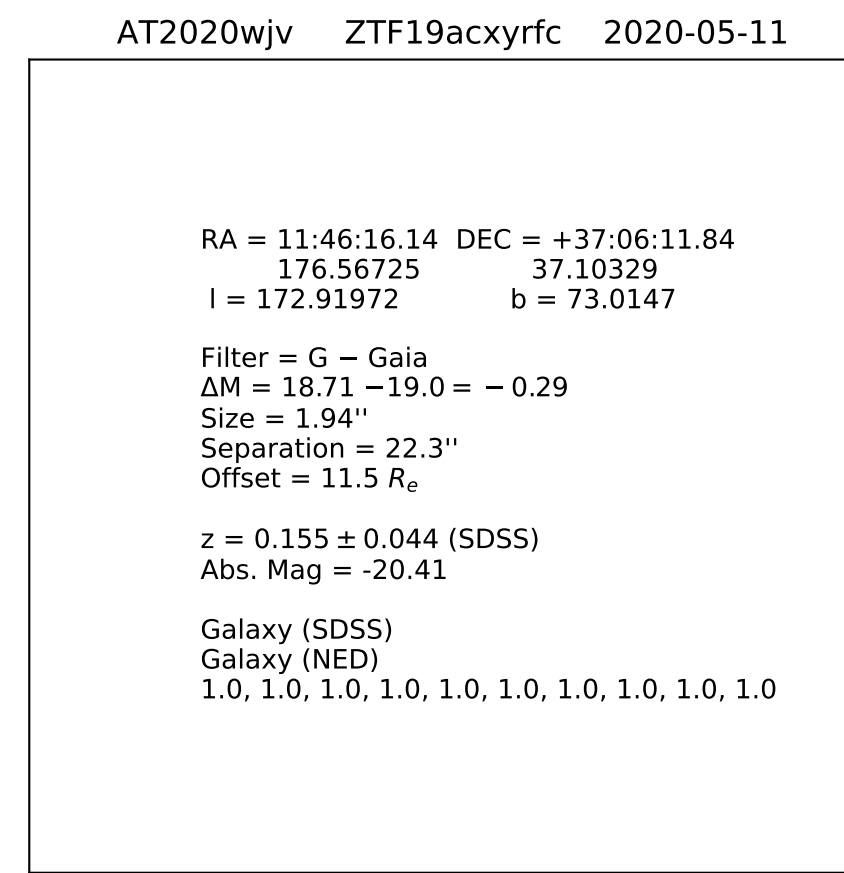 AT2020wjv ZTF19acxyrfc 2020-05-11
RA = 11:46:16.14 DEC = +37:06:11.84
176.56725 37.10329
l = 172.91972 b = 73.0147
Filter = G − Gaia
ΔM = 18.71 −19.0 = − 0.29
Size = 1.94''
Separation = 22.3''
Offset = 11.5 Re
z = 0.155 ± 0.044 (SDSS)
Abs. Mag = -20.41
Galaxy (SDSS)
Galaxy (NED)
1.0, 1.0, 1.0, 1.0, 1.0, 1.0, 1.0, 1.0, 1.0, 1.0